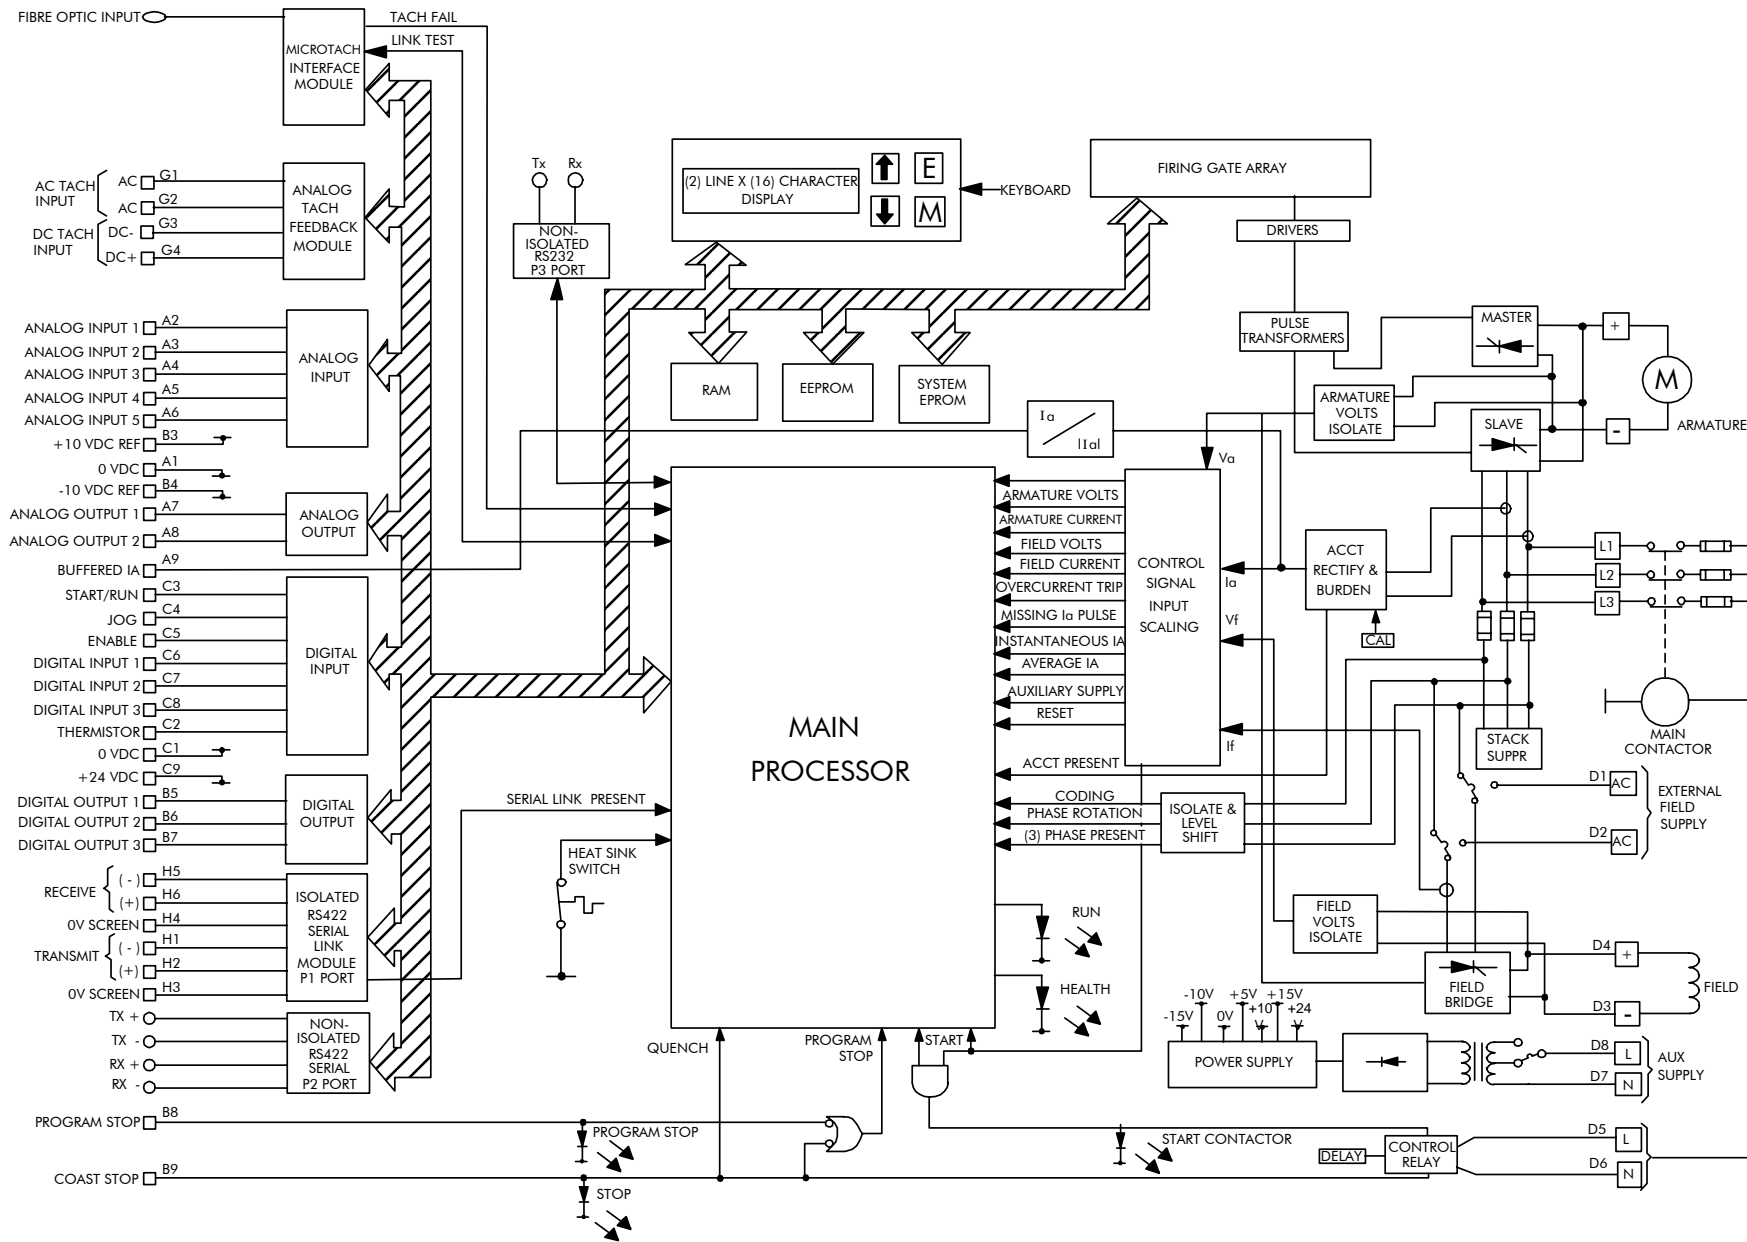 FIBRE OPTIC INPUT
TACH FAIL
LINK TEST
MICROTACH
INTERFACE
MODULE
AC TACH
INPUT
AC
G1
AC
G2
DC TACH
INPUT
DC-
G3
DC+
G4
ANALOG
TACH
FEEDBACK
MODULE
Tx
Rx
NON-
ISOLATED
RS232
P3 PORT
(2) LINE X (16) CHARACTER
DISPLAY
E
M
KEYBOARD
FIRING GATE ARRAY
DRIVERS
PULSE
TRANSFORMERS
MASTER
+
M
ARMATURE
VOLTS
ISOLATE
SLAVE
-
ARMATURE
ANALOG INPUT 1
A2
ANALOG INPUT 2
A3
ANALOG INPUT 3
A4
ANALOG INPUT 4
A5
ANALOG INPUT 5
A6
+10 VDC REF
B3
0 VDC
A1
-10 VDC REF
B4
ANALOG OUTPUT 1
A7
ANALOG OUTPUT 2
A8
BUFFERED IA
A9
ANALOG
INPUT
ANALOG
OUTPUT
RAM
EEPROM
SYSTEM
EPROM
Ia
|Ia|
Va
START/RUN
C3
JOG
C4
ENABLE
C5
DIGITAL INPUT 1
C6
DIGITAL INPUT 2
C7
DIGITAL INPUT 3
C8
THERMISTOR
C2
0 VDC
C1
+24 VDC
C9
DIGITAL OUTPUT 1
B5
DIGITAL OUTPUT 2
B6
DIGITAL OUTPUT 3
B7
DIGITAL
INPUT
DIGITAL
OUTPUT
MAIN
PROCESSOR
ARMATURE VOLTS
ARMATURE CURRENT
FIELD VOLTS
FIELD CURRENT
OVERCURRENT TRIP
MISSING Ia PULSE
INSTANTANEOUS IA
AVERAGE IA
AUXILIARY SUPPLY
RESET
ACCT PRESENT
CODING
PHASE ROTATION
(3) PHASE PRESENT
CONTROL
SIGNAL
INPUT
SCALING
Ia
Vf
If
ACCT
RECTIFY &
BURDEN
CAL
L1
L2
L3
MAIN
CONTACTOR
STACK
SUPPR
ISOLATE &
LEVEL
SHIFT
D1
AC
D2
AC
EXTERNAL
FIELD
SUPPLY
SERIAL LINK PRESENT
HEAT SINK
SWITCH
RECEIVE
(-)
H5
(+)
H6
0V SCREEN
H4
TRANSMIT
(-)
H1
(+)
H2
0V SCREEN
H3
ISOLATED
RS422
SERIAL
LINK
MODULE
P1 PORT
TX +
TX -
RX +
RX -
NON-
ISOLATED
RS422
SERIAL
P2 PORT
RUN
HEALTH
FIELD
VOLTS
ISOLATE
FIELD
BRIDGE
D4
+
D3
-
FIELD
-15V
-10V
0V
+5V
+10
V
+15V
+24
V
POWER SUPPLY
D8
L
D7
N
AUX
SUPPLY
QUENCH
PROGRAM
STOP
START
PROGRAM STOP
B8
PROGRAM STOP
COAST STOP
B9
STOP
START CONTACTOR
DELAY
CONTROL
RELAY
D5
L
D6
N